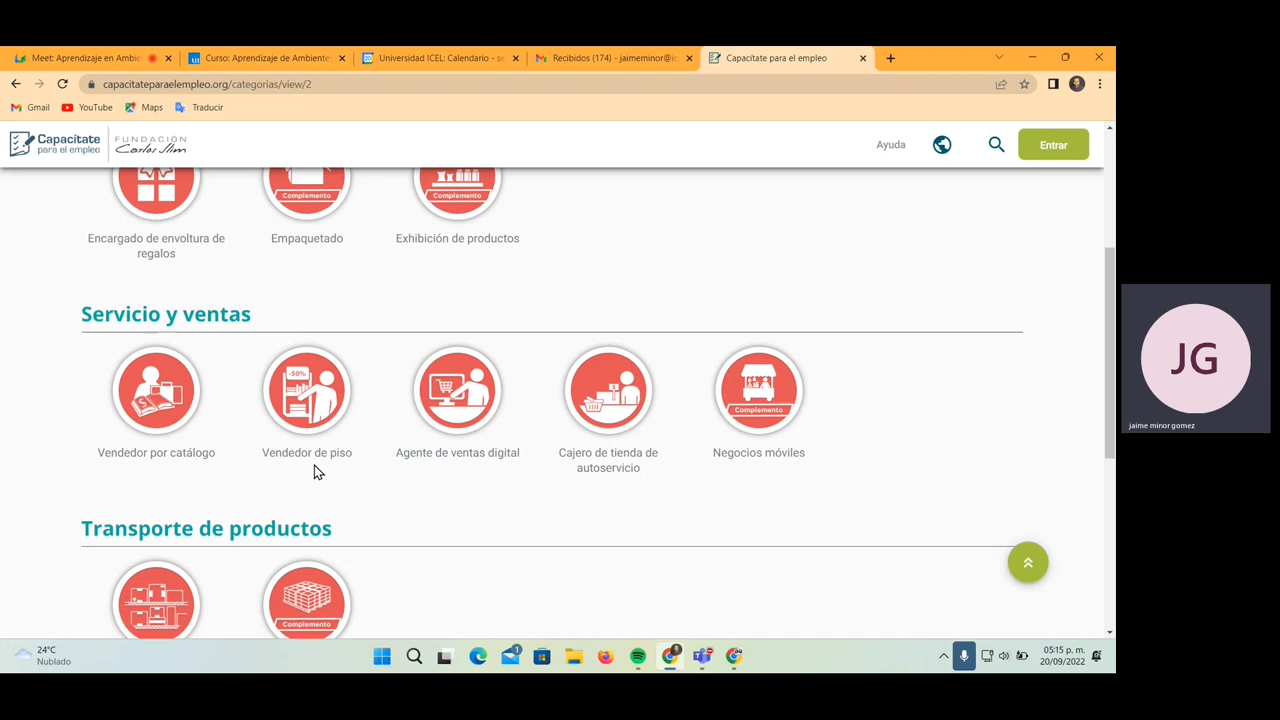 Meet: Aprendizaje en Ambie
Curso: Aprendizaje de Ambiente
Universidad ICEL: Calendario - se
Recibidos (174) - jaimeminor@ic
Capacítate para el empleo
capacitateparaelempleo.org/categorias/view/2
Gmail
YouTube
Maps
Traducir
Capacítate
para el empleo
FUNDACIÓN
Carlos Slim
Ayuda
Entrar
Complemento
Complemento
Encargado de envoltura de
regalos
Empaquetado
Exhibición de productos
Servicio y ventas
-50%
Complemento
Vendedor por catálogo
Vendedor de piso
Agente de ventas digital
Cajero de tienda de
autoservicio
Negocios móviles
Transporte de productos
Complemento
JG
jaime minor gomez
24°C
Nublado
05:15 p. m.
20/09/2022